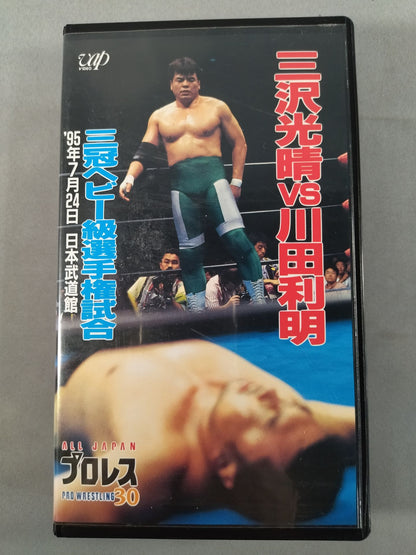 vap
VIDEO
三沢光晴VS川田利明
三冠ヘビー級選手権試合
'95年7月24日 日本武道館
ALL JAPAN
プロレス
PRO WRESTLING 30